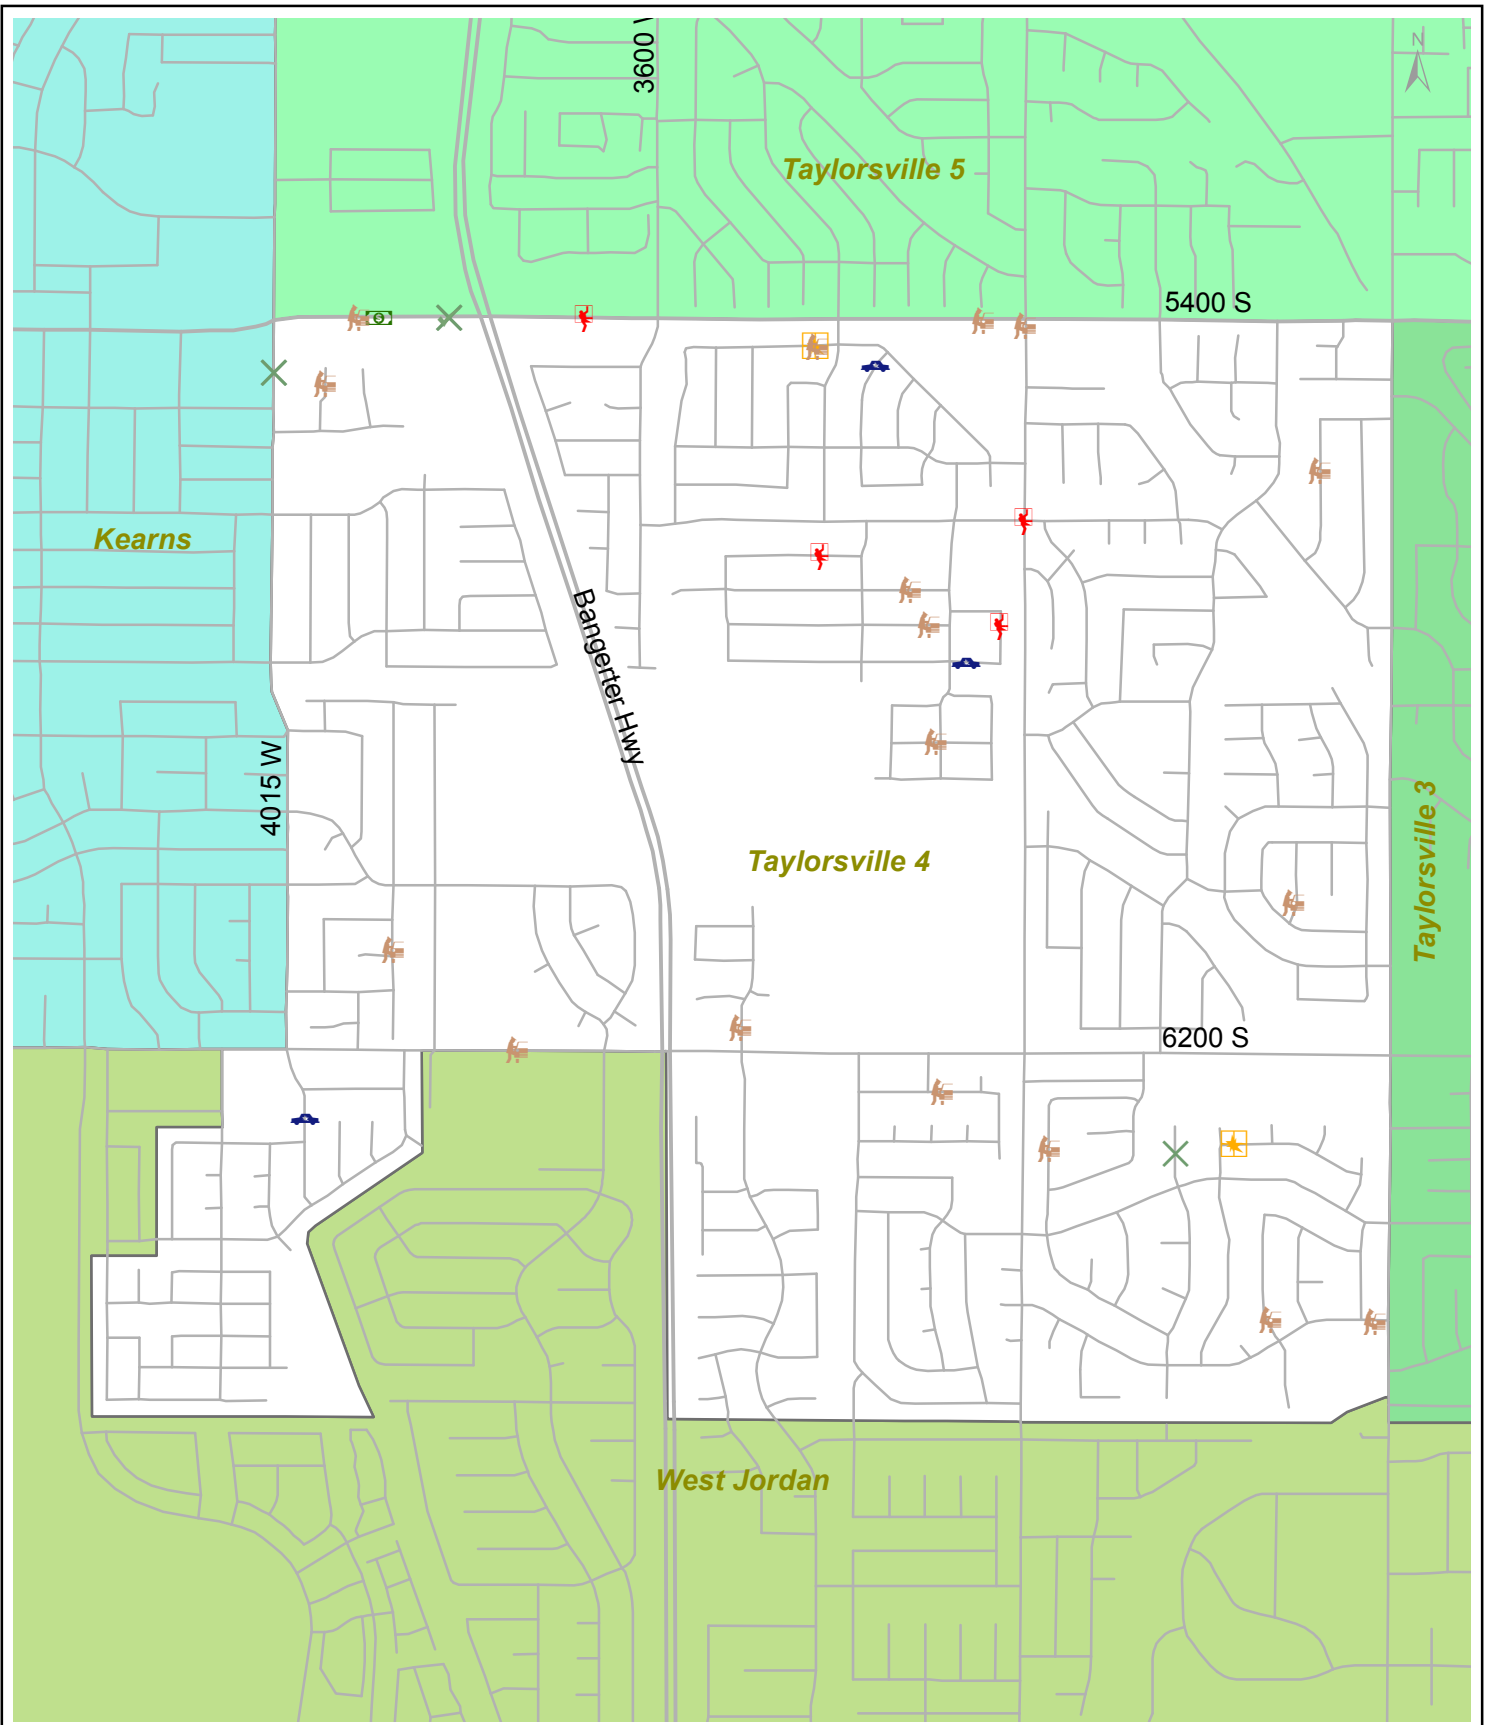 3600 W
N
Taylorsville 5
5400 S
Kearns
Bangerter Hwy
4015 W
Taylorsville 4
Taylorsville 3
6200 S
West Jordan